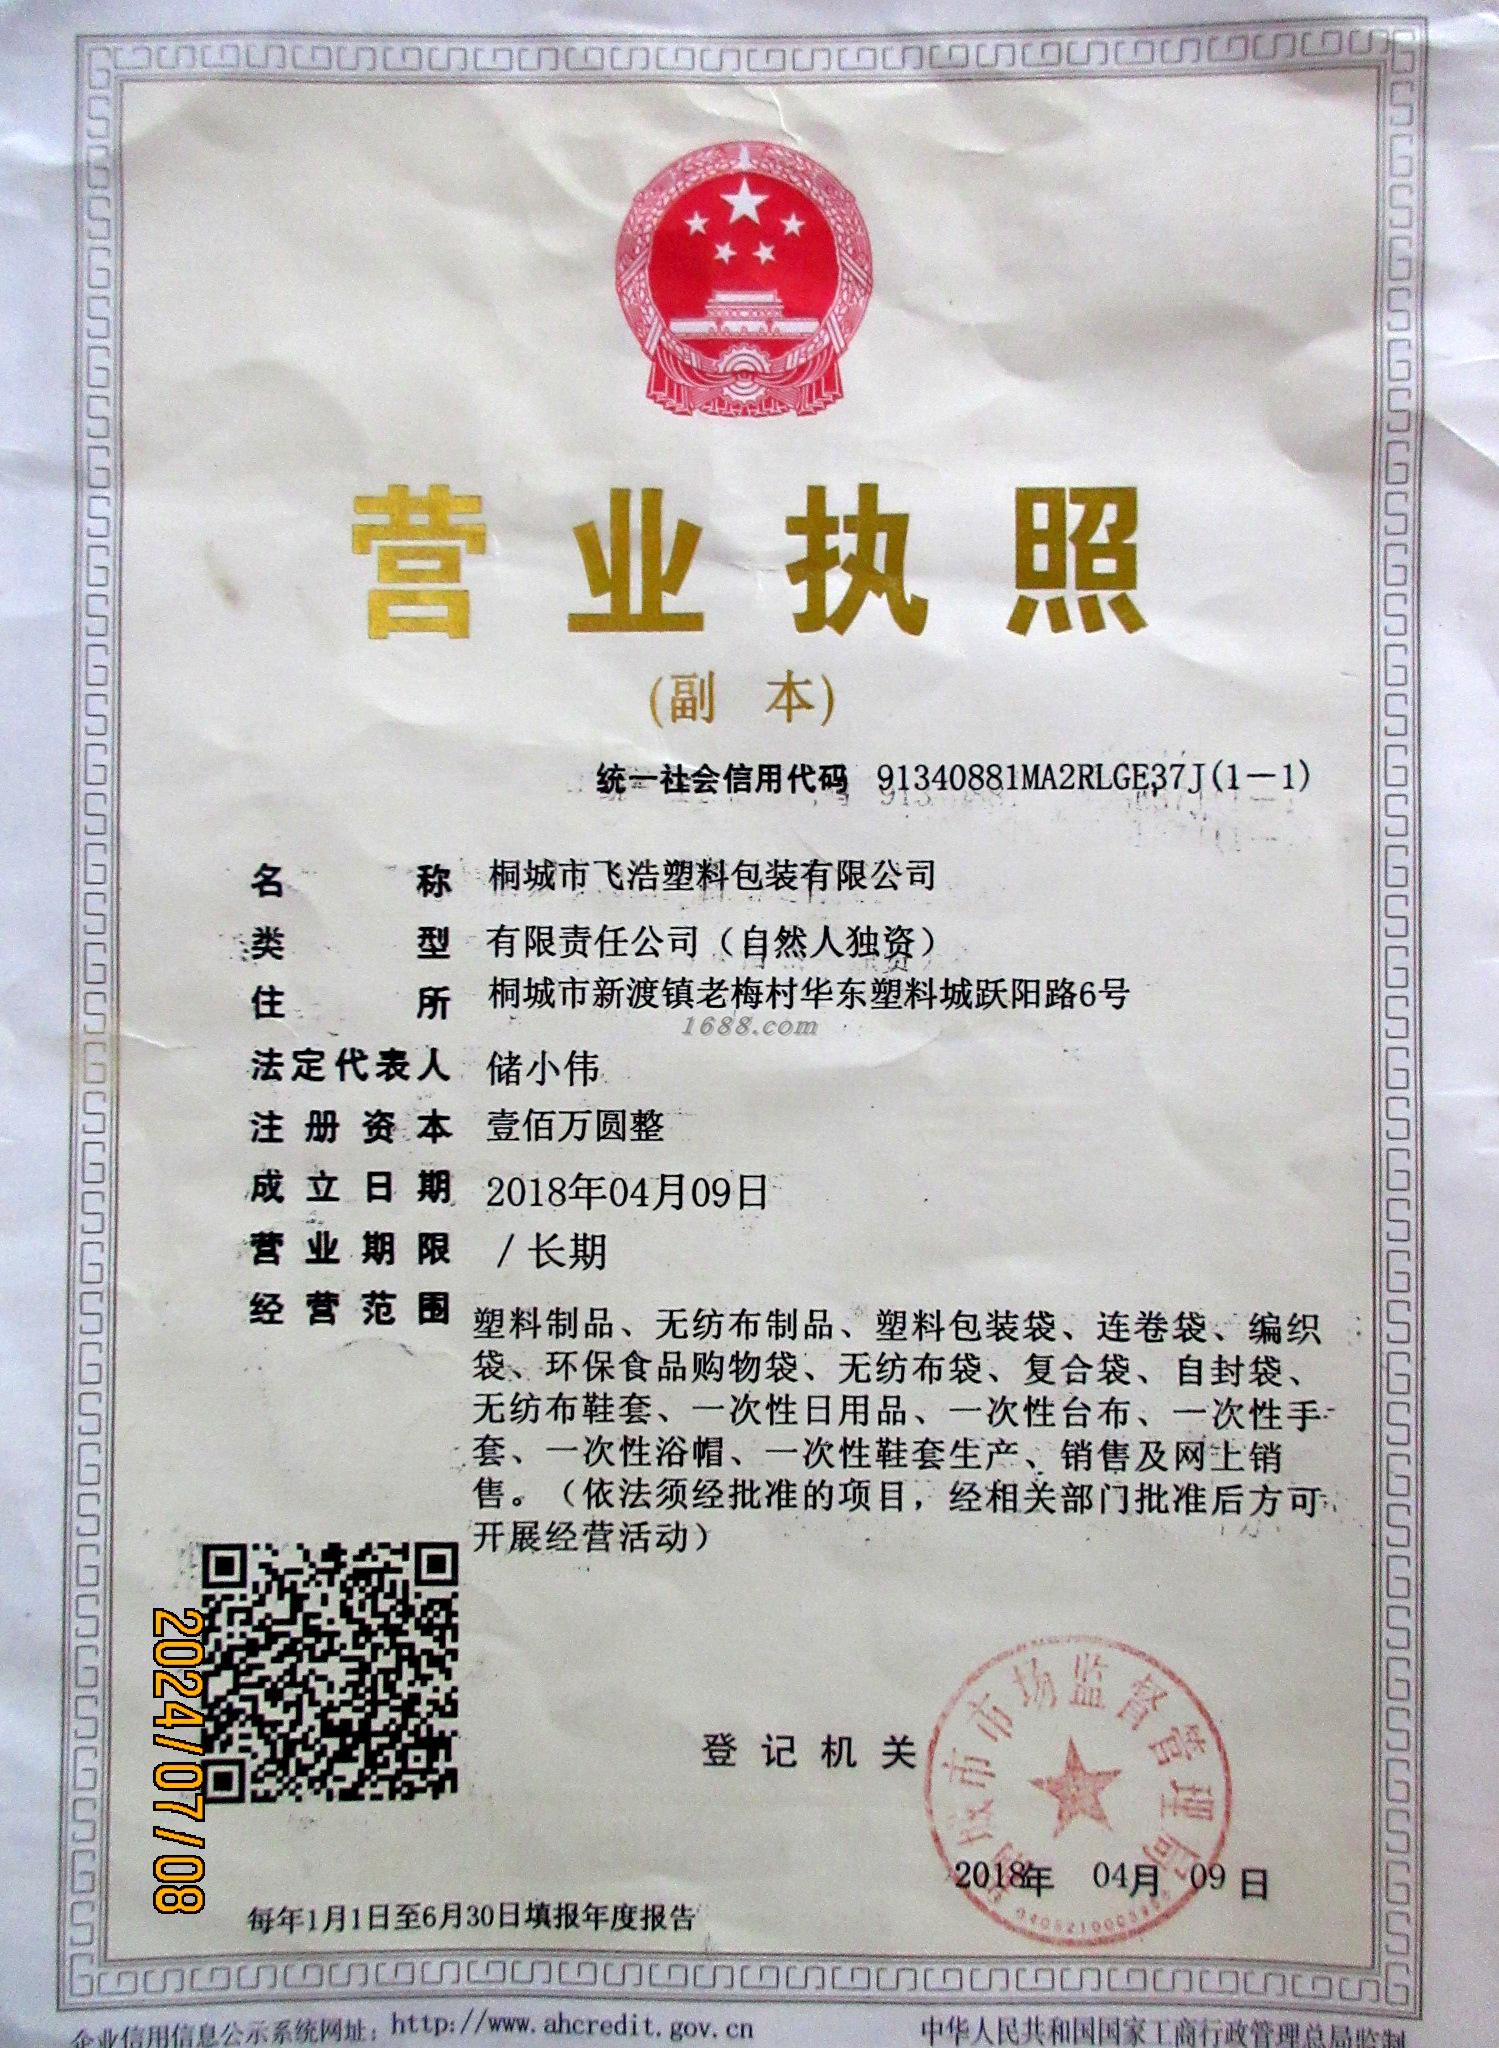 营业执照
(副 本)
统一社会信用代码 91340881MA2RLGE37J(1－1)
名 称 桐城市飞浩塑料包装有限公司
类 型 有限责任公司（自然人独资）
住 所 桐城市新渡镇老梅村华东塑料城跃阳路6号
1688.com
法定代表人 储小伟
注册资本 壹佰万圆整
成立日期 2018年04月09日
营业期限 / 长期
经营范围 塑料制品、无纺布制品、塑料包装袋、连卷袋、编织
袋、环保食品购物袋、无纺布袋、复合袋、自封袋、
无纺布鞋套、一次性日用品、一次性台布、一次性手
套、一次性浴帽、一次性鞋套生产、销售及网上销
售。（依法须经批准的项目，经相关部门批准后方可
开展经营活动）
2024/07/08
登记机关
桐城市市场监督管理局
2018年 04月 09日
每年1月1日至6月30日填报年度报告
企业信用信息公示系统网址：http://www.ahcredit.gov.cn
中华人民共和国国家工商行政管理总局监制